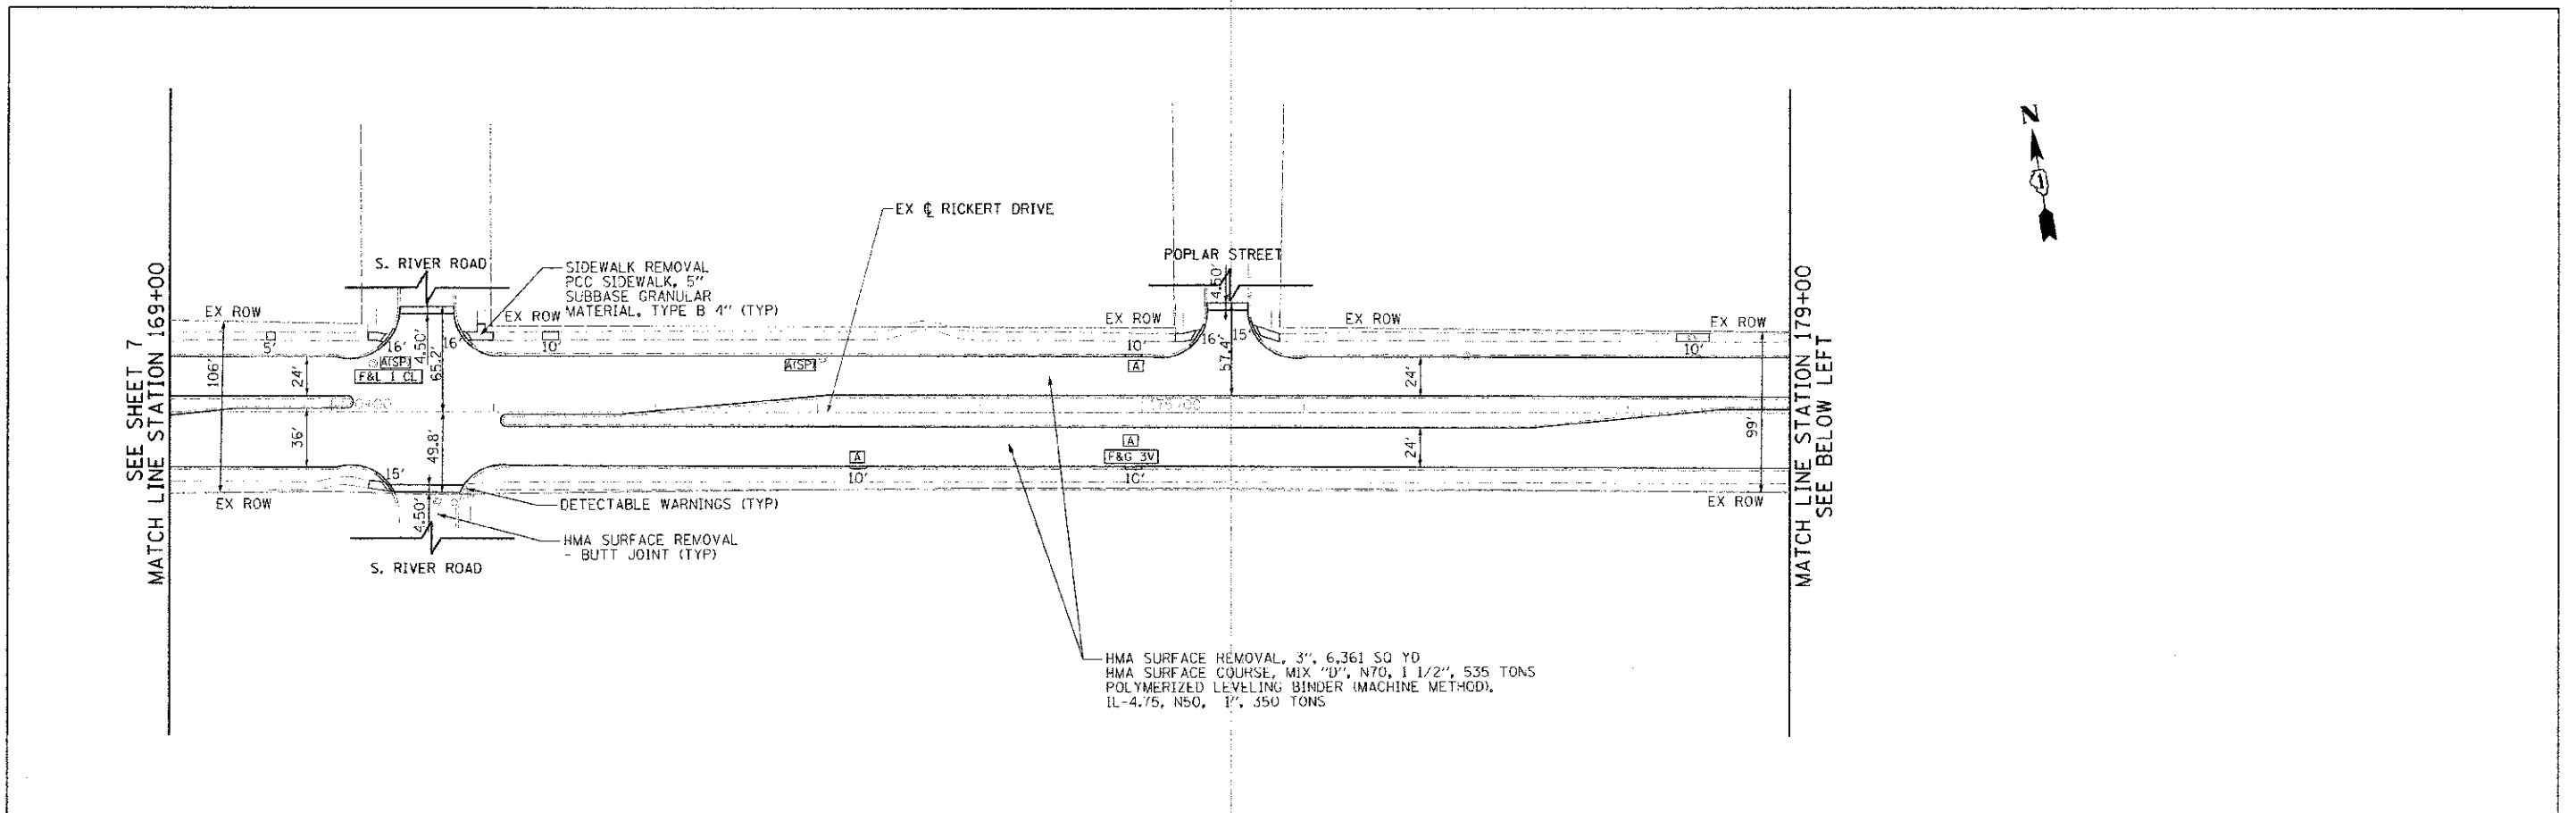 SEE SHEET 7
MATCH LINE STATION 169+00
N
EX ℄ RICKERT DRIVE
S. RIVER ROAD
SIDEWALK REMOVAL
PCC SIDEWALK, 5"
SUBBASE GRANULAR
MATERIAL, TYPE B 4" (TYP)
POPLAR STREET
4.50'
EX ROW
EX ROW
EX ROW
EX ROW
EX ROW
5'
16'
4.50'
16'
10'
10'
16'
15'
10'
A(SP)
F&L 1 CL
65.2'
A(SP)
A
57.4'
106'
24'
24'
36'
49.8'
A
A
F&G 3V
24'
99'
15'
10'
10'
EX ROW
4.50'
DETECTABLE WARNINGS (TYP)
EX ROW
HMA SURFACE REMOVAL
- BUTT JOINT (TYP)
S. RIVER ROAD
HMA SURFACE REMOVAL, 3", 6,361 SQ YD
HMA SURFACE COURSE, MIX "D", N70, 1 1/2", 535 TONS
POLYMERIZED LEVELING BINDER (MACHINE METHOD),
IL-4.75, N50, 1", 350 TONS
MATCH LINE STATION 179+00
SEE BELOW LEFT